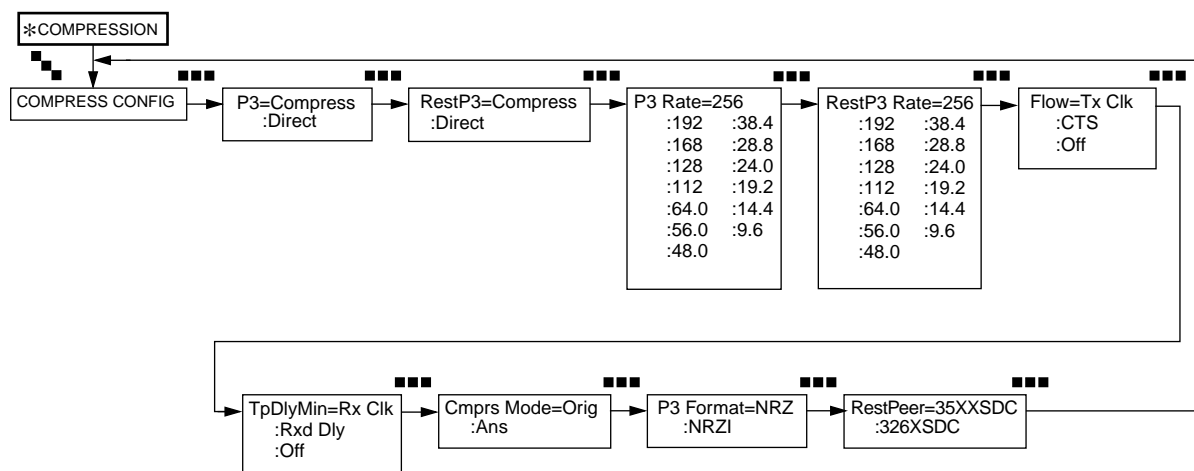 ✻COMPRESSION
COMPRESS CONFIG
P3=Compress
:Direct
RestP3=Compress
:Direct
P3 Rate=256
:192 :38.4
:168 :28.8
:128 :24.0
:112 :19.2
:64.0 :14.4
:56.0 :9.6
:48.0
RestP3 Rate=256
:192 :38.4
:168 :28.8
:128 :24.0
:112 :19.2
:64.0 :14.4
:56.0 :9.6
:48.0
Flow=Tx Clk
:CTS
:Off
TpDlyMin=Rx Clk
:Rxd Dly
:Off
Cmprs Mode=Orig
:Ans
P3 Format=NRZ
:NRZI
RestPeer=35XXSDC
:326XSDC